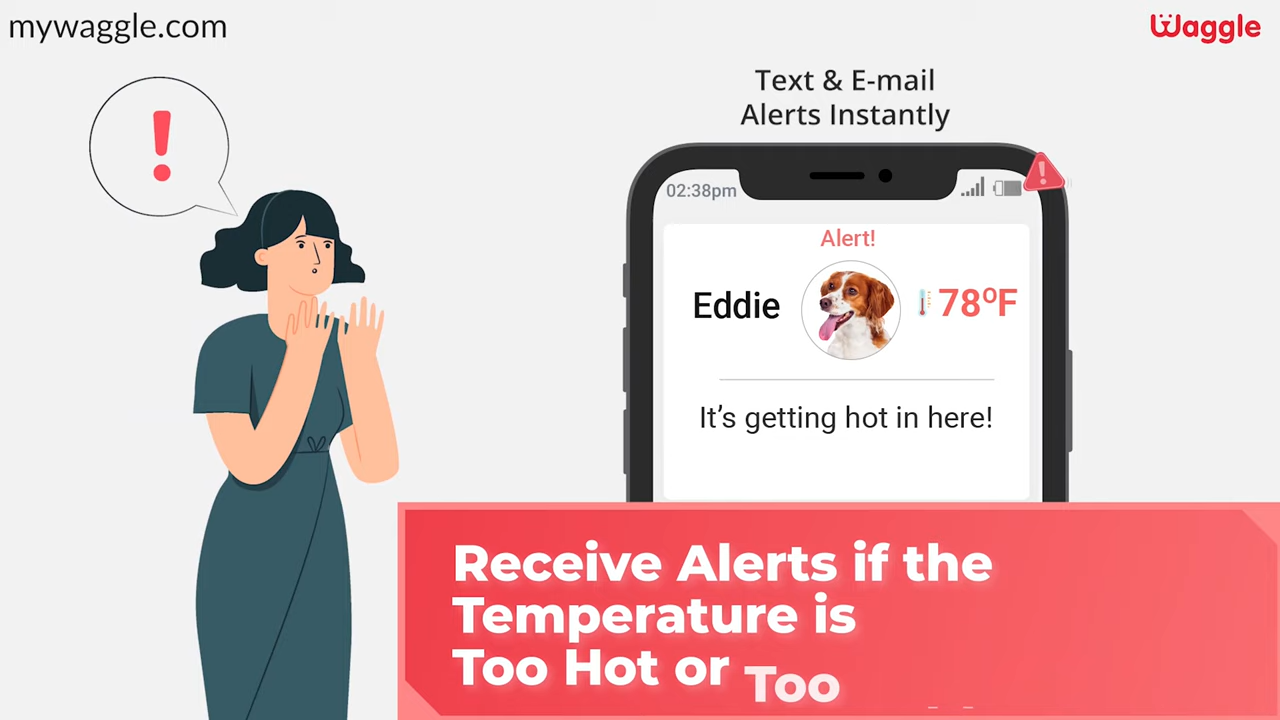 mywaggle.com
Waggle
!
Text & E-mail
Alerts Instantly
02:38pm
!
Alert!
Eddie
78ºF
It's getting hot in here!
Receive Alerts if the
Temperature is
Too Hot or Too